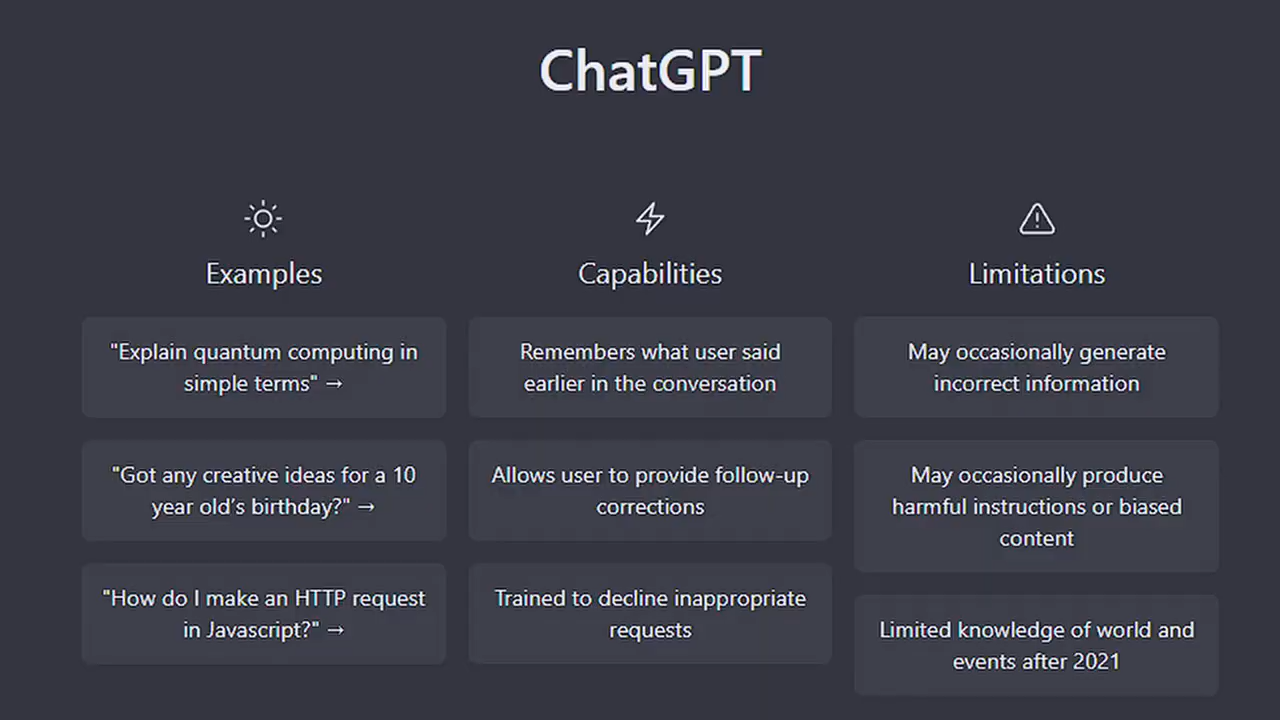 ChatGPT
Examples
"Explain quantum computing in
simple terms" →
"Got any creative ideas for a 10
year old’s birthday?" →
"How do I make an HTTP request
in Javascript?" →
Capabilities
Remembers what user said
earlier in the conversation
Allows user to provide follow-up
corrections
Trained to decline inappropriate
requests
Limitations
May occasionally generate
incorrect information
May occasionally produce
harmful instructions or biased
content
Limited knowledge of world and
events after 2021